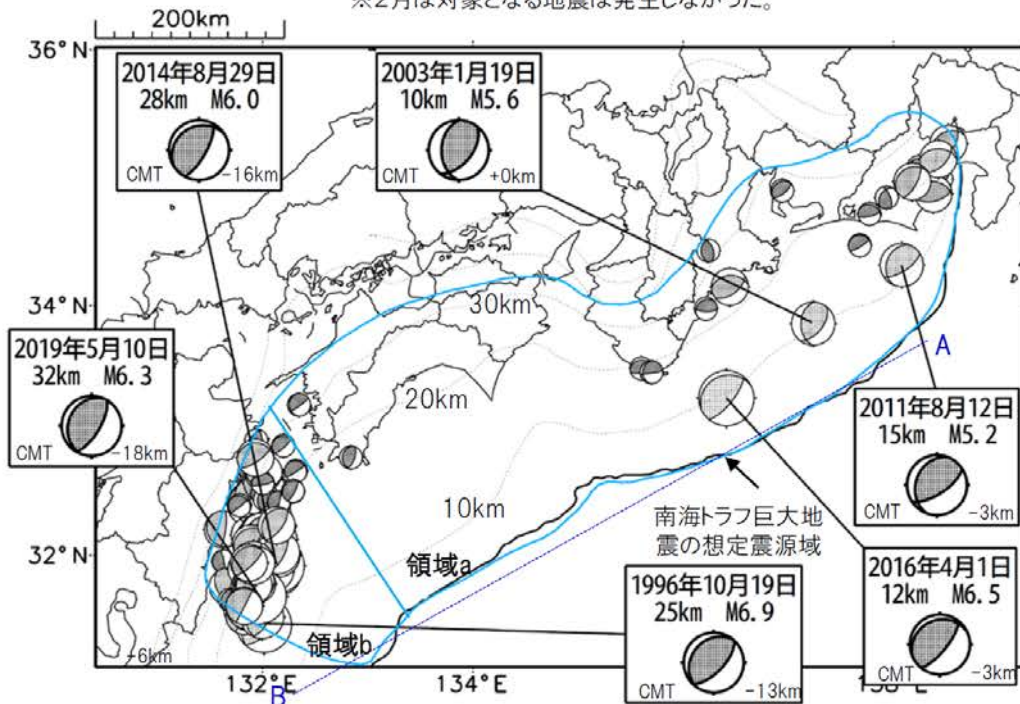 ※２月は対象となる地震は発生しなかった。
200km
36°N
2014年8月29日
28km M6.0
CMT
-16km
2003年1月19日
10km M5.6
CMT
+0km
34°N
30km
A
2019年5月10日
32km M6.3
CMT
-18km
20km
2011年8月12日
15km M5.2
CMT
-3km
10km
南海トラフ巨大地
震の想定震源域
32°N
領域a
2016年4月1日
12km M6.5
CMT
-3km
1996年10月19日
25km M6.9
CMT
-13km
領域b
-6km
B
132°E
134°E